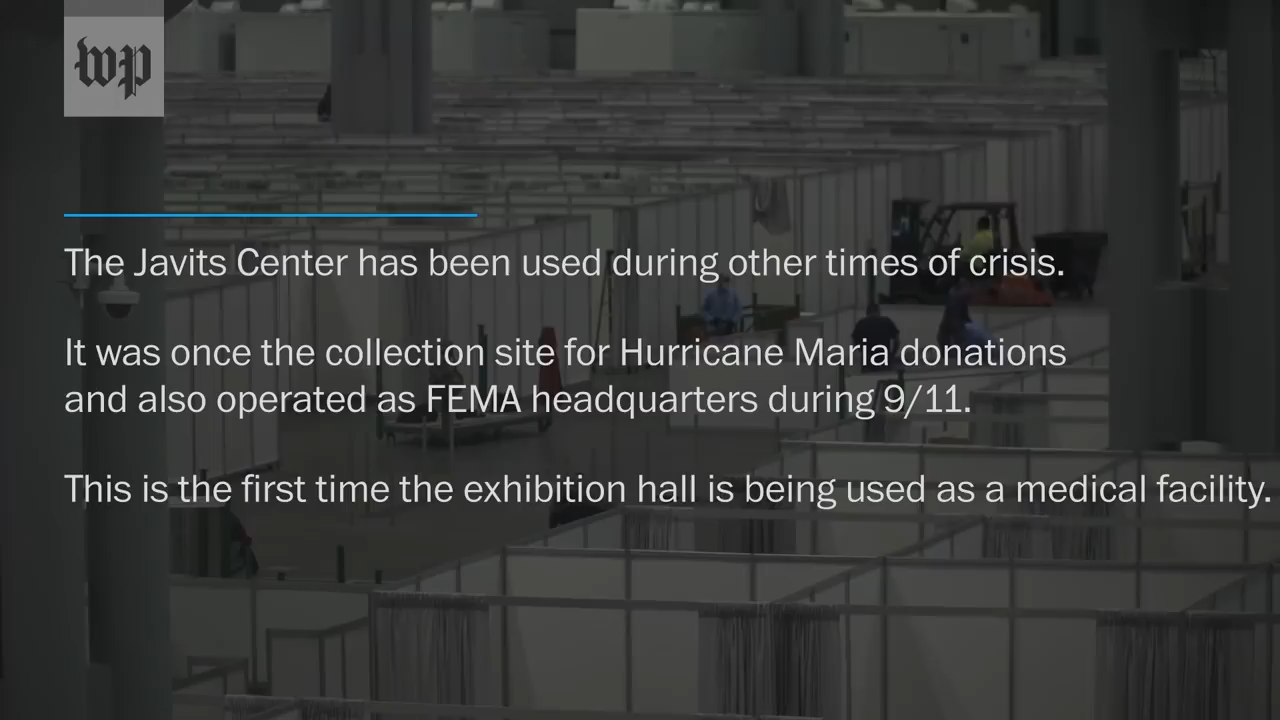 wp
The Javits Center has been used during other times of crisis.
It was once the collection site for Hurricane Maria donations
and also operated as FEMA headquarters during 9/11.
This is the first time the exhibition hall is being used as a medical facility.